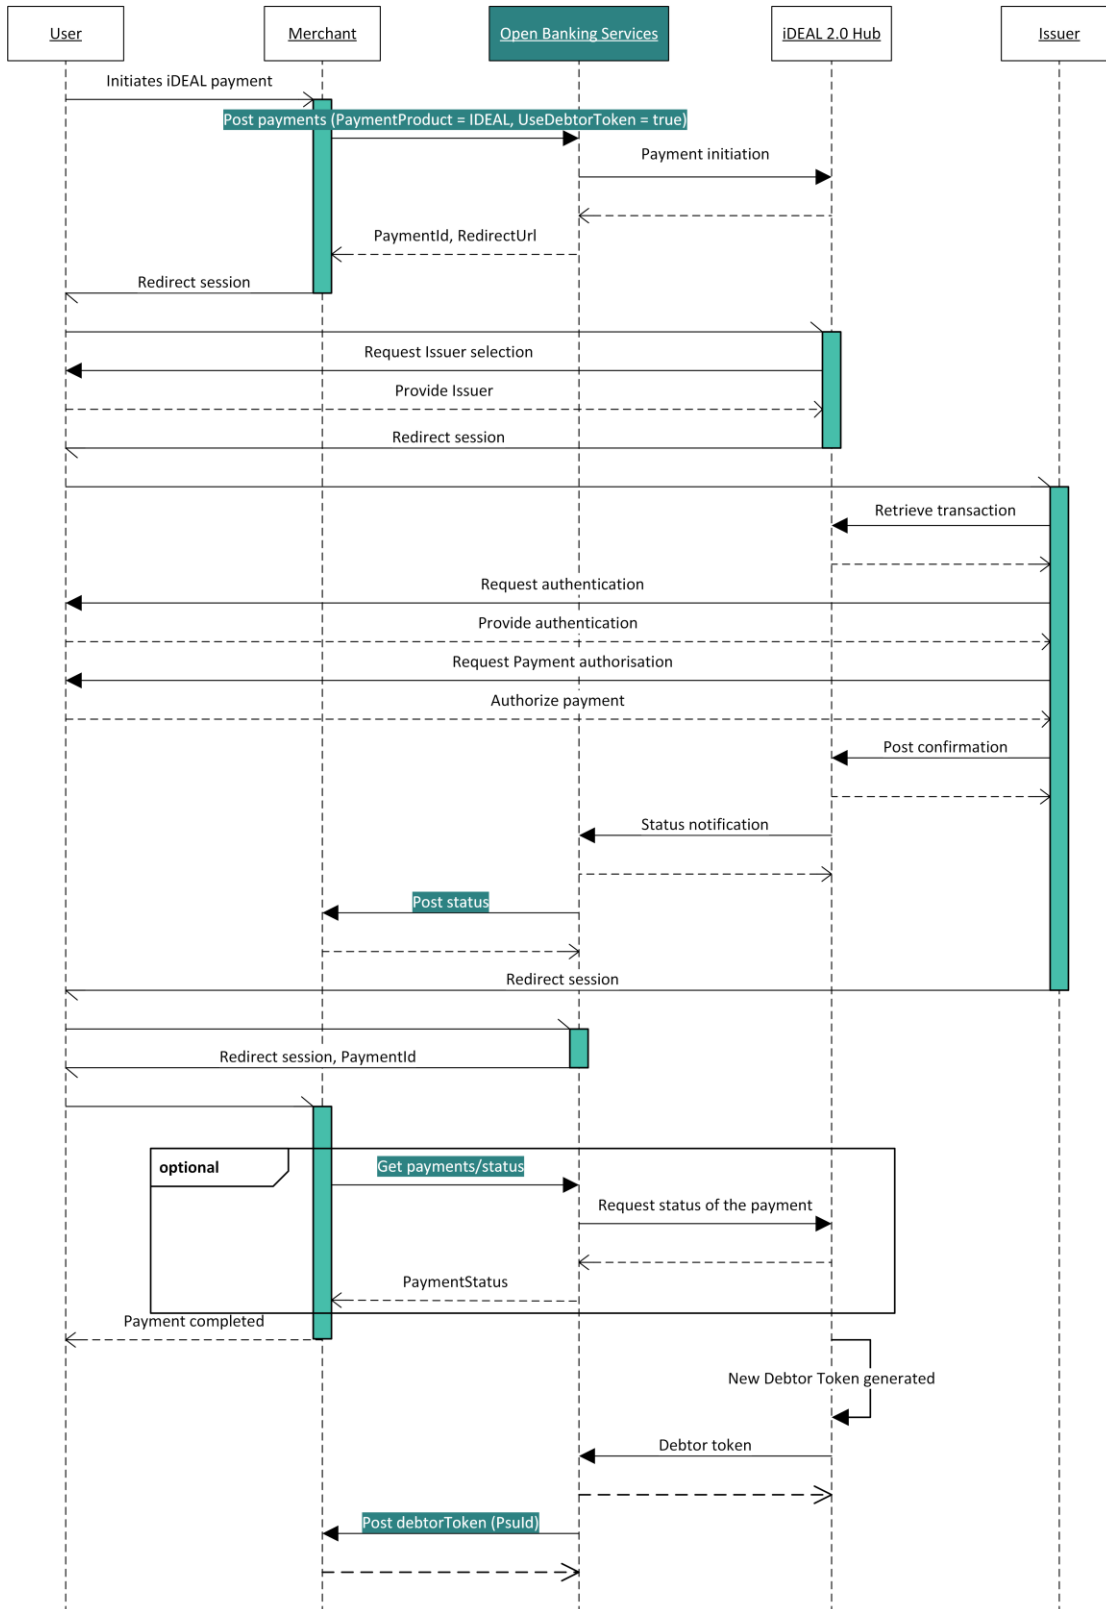 User
Merchant
Open Banking Services
iDEAL 2.0 Hub
Issuer
Initiates iDEAL payment
Post payments (PaymentProduct = IDEAL, UseDebtorToken = true)
Payment initiation
PaymentId, RedirectUrl
Redirect session
Request Issuer selection
Provide Issuer
Redirect session
Retrieve transaction
Request authentication
Provide authentication
Request Payment authorisation
Authorize payment
Post confirmation
Status notification
Post status
Redirect session
Redirect session, PaymentId
optional
Get payments/status
Request status of the payment
PaymentStatus
Payment completed
New Debtor Token generated
Debtor token
Post debtorToken (PsuId)